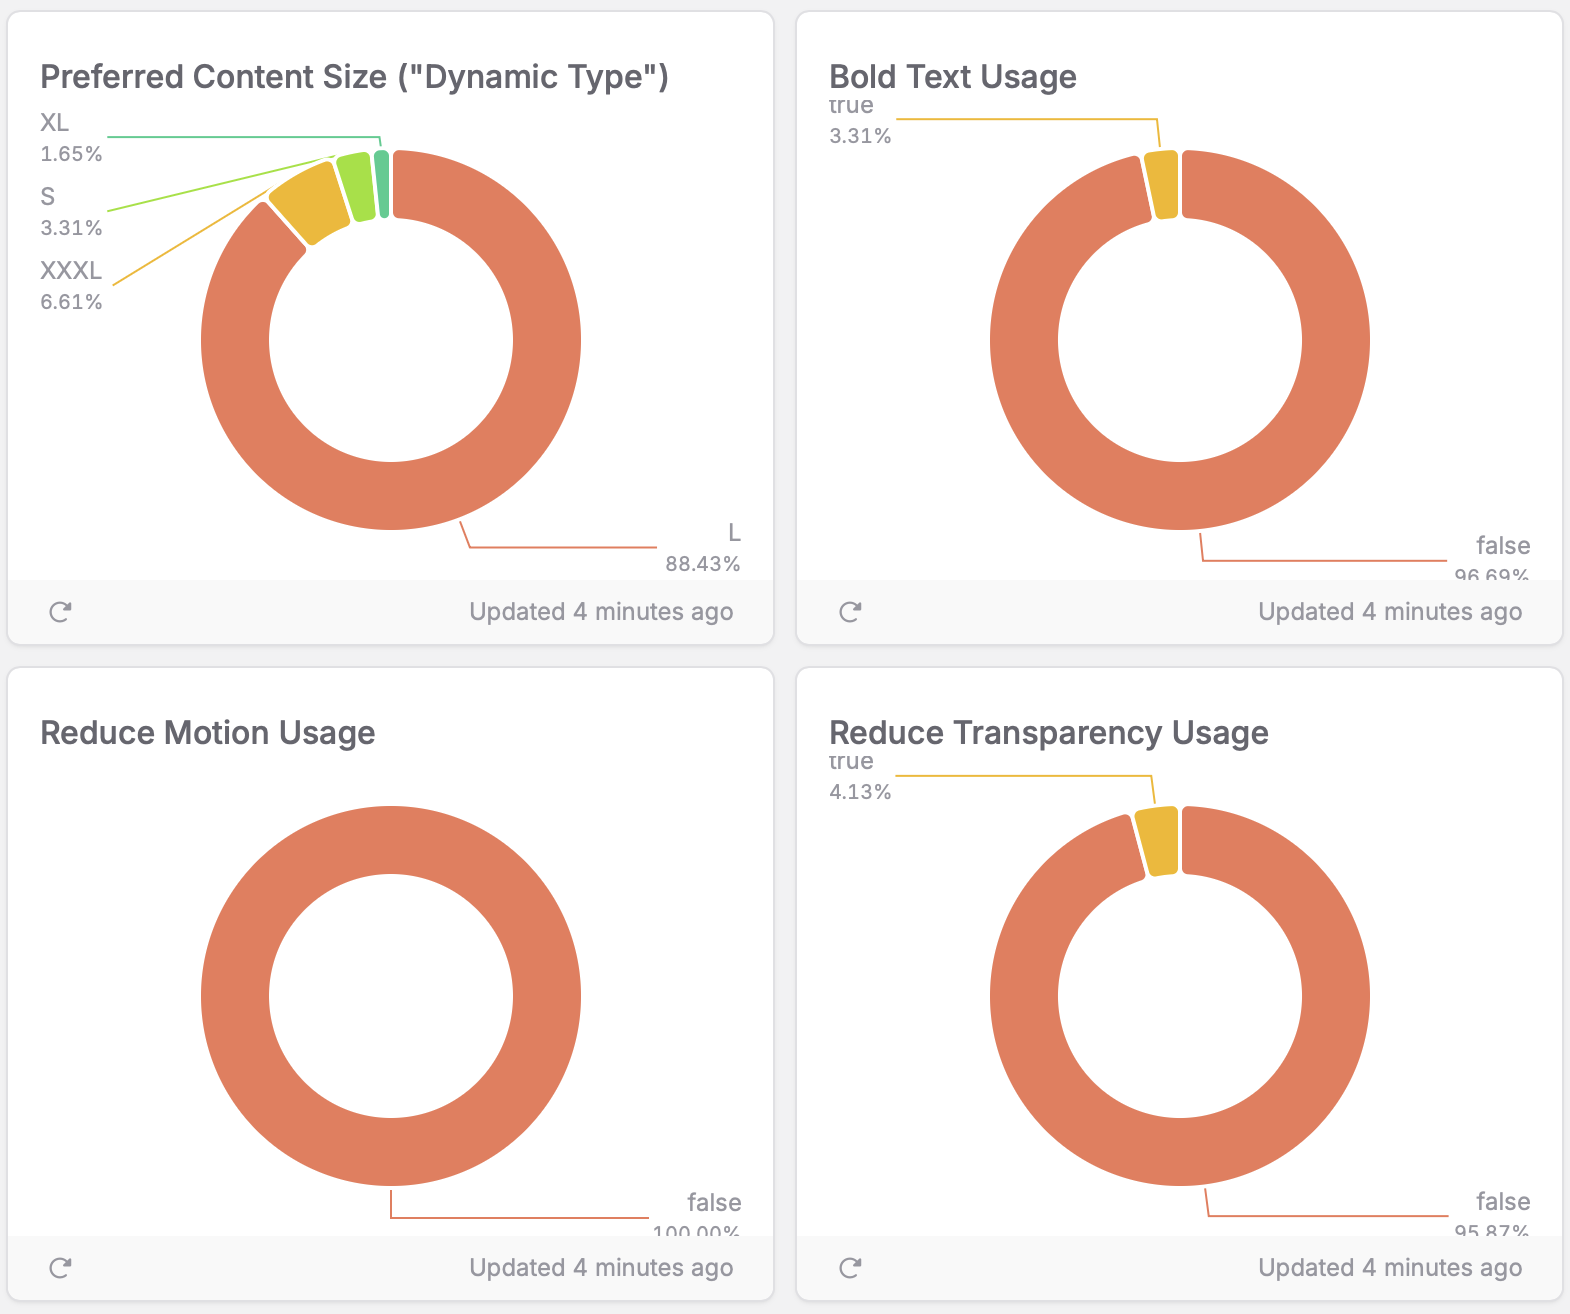 Preferred Content Size ("Dynamic Type")
XL
1.65%
S
3.31%
XXXL
6.61%
L
88.43%
Updated 4 minutes ago
Bold Text Usage
true
3.31%
false
96.69%
Updated 4 minutes ago
Reduce Motion Usage
false
100.00%
Updated 4 minutes ago
Reduce Transparency Usage
true
4.13%
false
95.87%
Updated 4 minutes ago